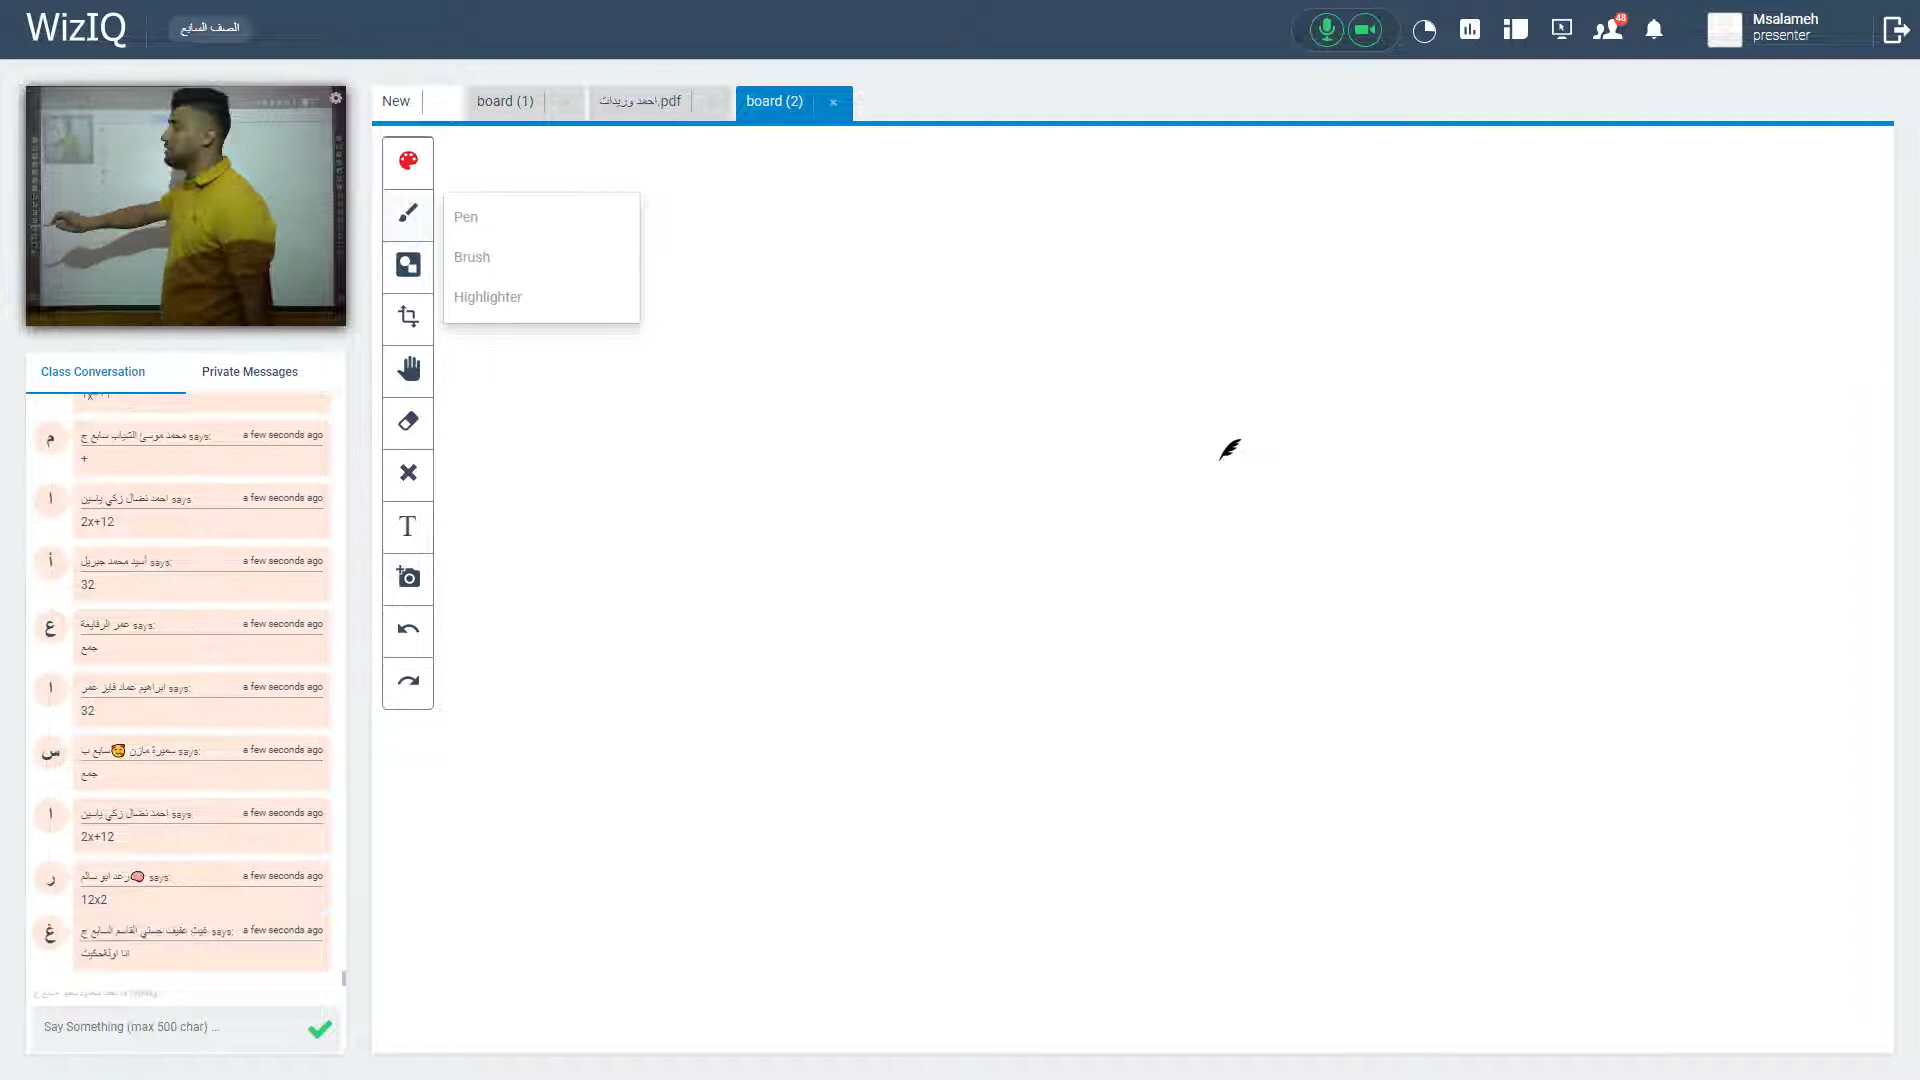 WizIQ
الصف السابع
48
Msalameh
presenter
New
board (1)
احمد وريدات.pdf
board (2)
Pen
Brush
Highlighter
T
Class Conversation
Private Messages
م
محمد موسئ الشياب سابع ج says:
a few seconds ago
+
ا
احمد نضال زكي ياسين says
a few seconds ago
2x+12
أ
أسيد محمد جبريل says:
a few seconds ago
32
ع
عمر الرفايعة says:
a few seconds ago
جمع
ا
ابراهيم عماد فايز عمر says:
a few seconds ago
32
س
سميرة مازن 🥰سابع ب says:
a few seconds ago
جمع
ا
احمد نضال زكي ياسين says:
a few seconds ago
2x+12
ر
🧠رعد ابو سالم says:
a few seconds ago
12x2
غ
غيث عفيف حسني القاسم السابع ج says:
a few seconds ago
انا
Say Something (max 500 char) ...